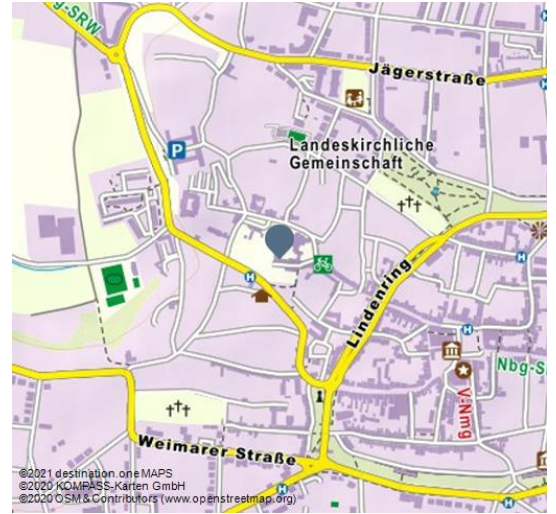 g-SRW
Jägerstraße
P
Landeskirchliche
Gemeinschaft
H
H
H
Lindenring
H
H
Nbg-S
V-Nmg
Weimarer Straße
H
H
©2021 destination.one MAPS
©2020 KOMPASS-Karten GmbH
©2020 OSM & Contributors (www.openstreetmap.org)